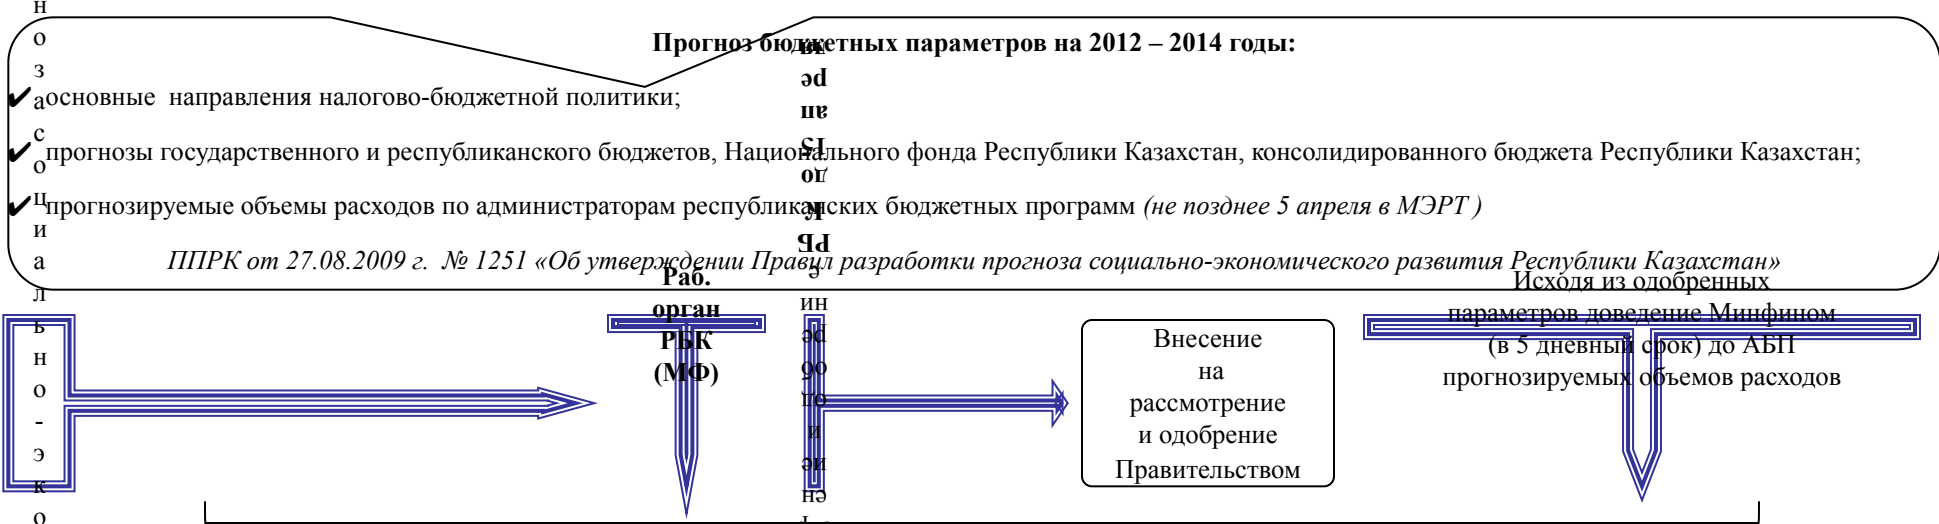 Прогноз бюджетных параметров на 2012 – 2014 годы:
основные направления налогово-бюджетной политики;
прогнозы государственного и республиканского бюджетов, Национального фонда Республики Казахстан, консолидированного бюджета Республики Казахстан;
прогнозируемые объемы расходов по администраторам республиканских бюджетных программ (не позднее 5 апреля в МЭРТ )
ППРК от 27.08.2009 г. № 1251 «Об утверждении Правил разработки прогноза социально-экономического развития Республики Казахстан»
Раб.
орган
РБК
(МФ)
Внесение
на
рассмотрение
и одобрение
Правительством
Исходя из одобренных
параметров доведение Минфином
(в 5 дневный срок) до АБП
прогнозируемых объемов расходов
н
о
з
а
с
о
ц
и
а
л
ь
н
о
-
э
к
о